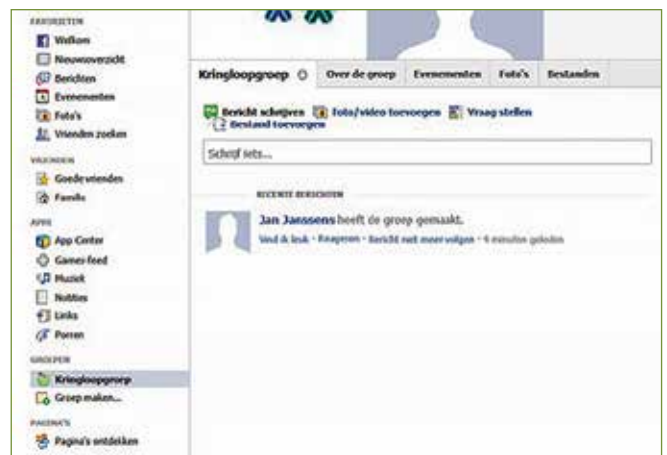 FAVORIETEN
Welkom
Nieuwsoverzicht
Berichten
Evenementen
Foto's
Vrienden zoeken
VRIENDEN
Goede vrienden
Familie
APPS
App Center
Games-feed
Muziek
Notities
Links
Porren
GROEPEN
Kringloopgroep
Groep maken...
PAGINA'S
Pagina's ontdekken
Kringloopgroep Over de groep Evenementen Foto's Bestanden
Bericht schrijven Foto/video toevoegen Vraag stellen
Bestand toevoegen
Schrijf iets...
RECENTE BERICHTEN
Jan Janssens heeft de groep gemaakt.
Vind ik leuk · Reageren · Bericht niet meer volgen · 6 minuten geleden